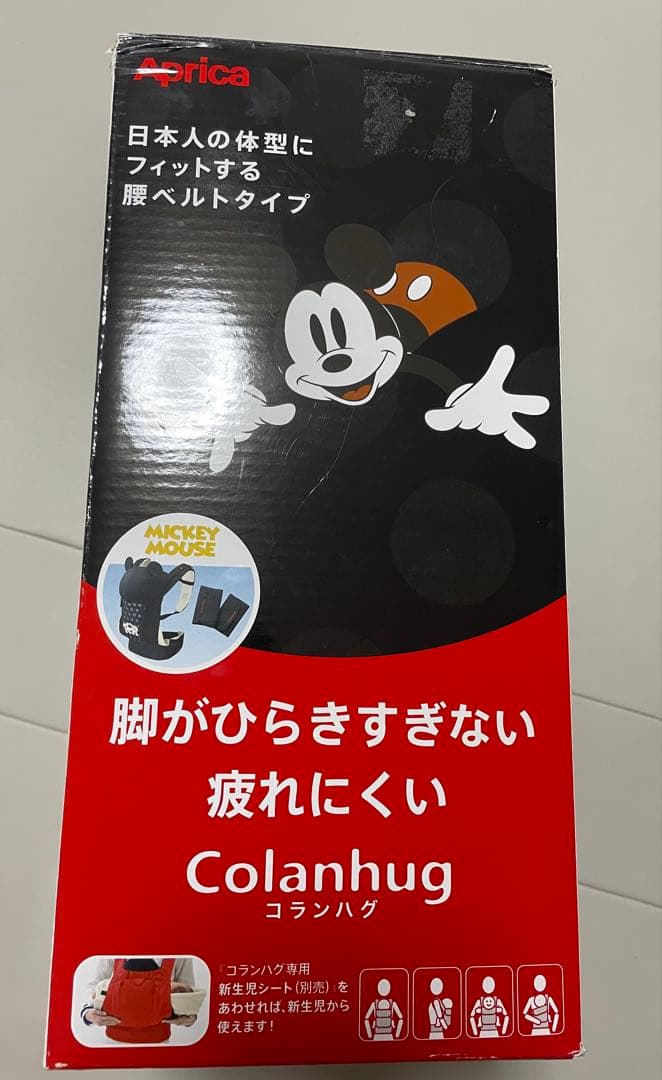 Aprica
日本人の体型に
フィットする
腰ベルトタイプ
MICKEY
MOUSE
脚がひらきすぎない
疲れにくい
Colanhug
コランハグ
『コランハグ専用
新生児シート(別売)』を
あわせれば、新生児から
使えます!